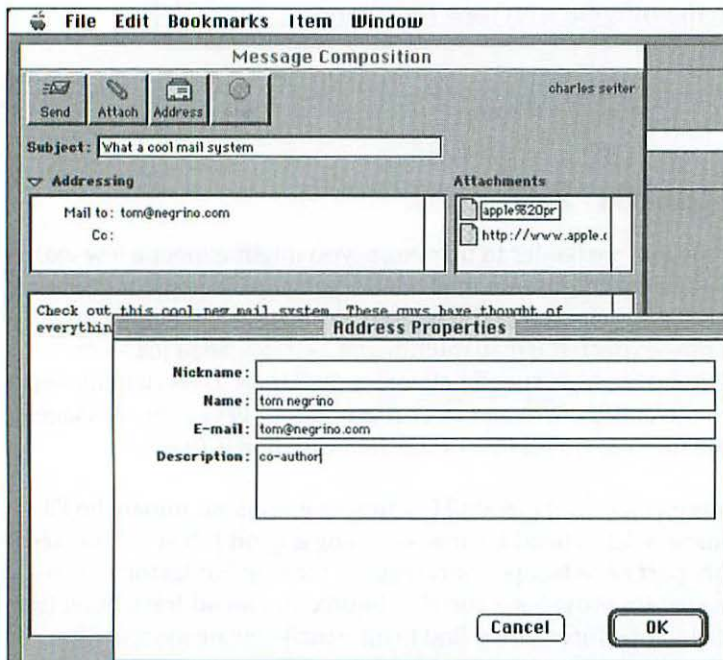 File Edit Bookmarks Item Window
Message Composition
Send Attach Address
charles seiter
Subject: What a cool mail system
Addressing
Attachments
Mail to: tom@negrino.com
Cc:
apple%20pr
http://www.apple.c
Check out this cool new mail system. These guys have thought of
everythin
Address Properties
Nickname:
Name: tom negrino
E-mail: tom@negrino.com
Description: co-author
Cancel OK